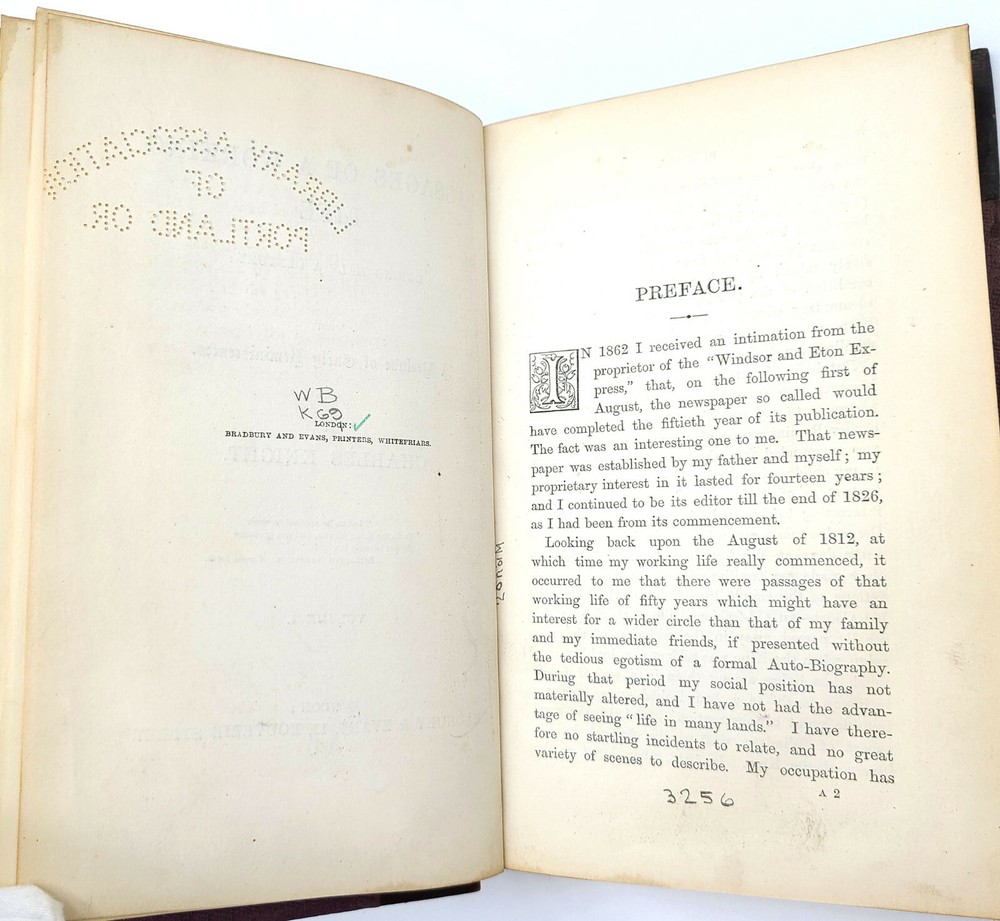 LIBRARY ASSOCIATION
OF
PORTLAND OR.
WB
K69
LONDON:
BRADBURY AND EVANS, PRINTERS, WHITEFRIARS.
CHARLES KNIGHT.
VOLUME I.
PREFACE.
IN 1862 I received an intimation from the
proprietor of the "Windsor and Eton Ex-
press," that, on the following first of
August, the newspaper so called would
have completed the fiftieth year of its publication.
The fact was an interesting one to me. That news-
paper was established by my father and myself; my
proprietary interest in it lasted for fourteen years;
and I continued to be its editor till the end of 1826,
as I had been from its commencement.
Looking back upon the August of 1812, at
which time my working life really commenced, it
occurred to me that there were passages of that
working life of fifty years which might have an
interest for a wider circle than that of my family
and my immediate friends, if presented without
the tedious egotism of a formal Auto-Biography.
During that period my social position has not
materially altered, and I have not had the advan-
tage of seeing "life in many lands." I have there-
fore no startling incidents to relate, and no great
variety of scenes to describe. My occupation has
A 2
3256